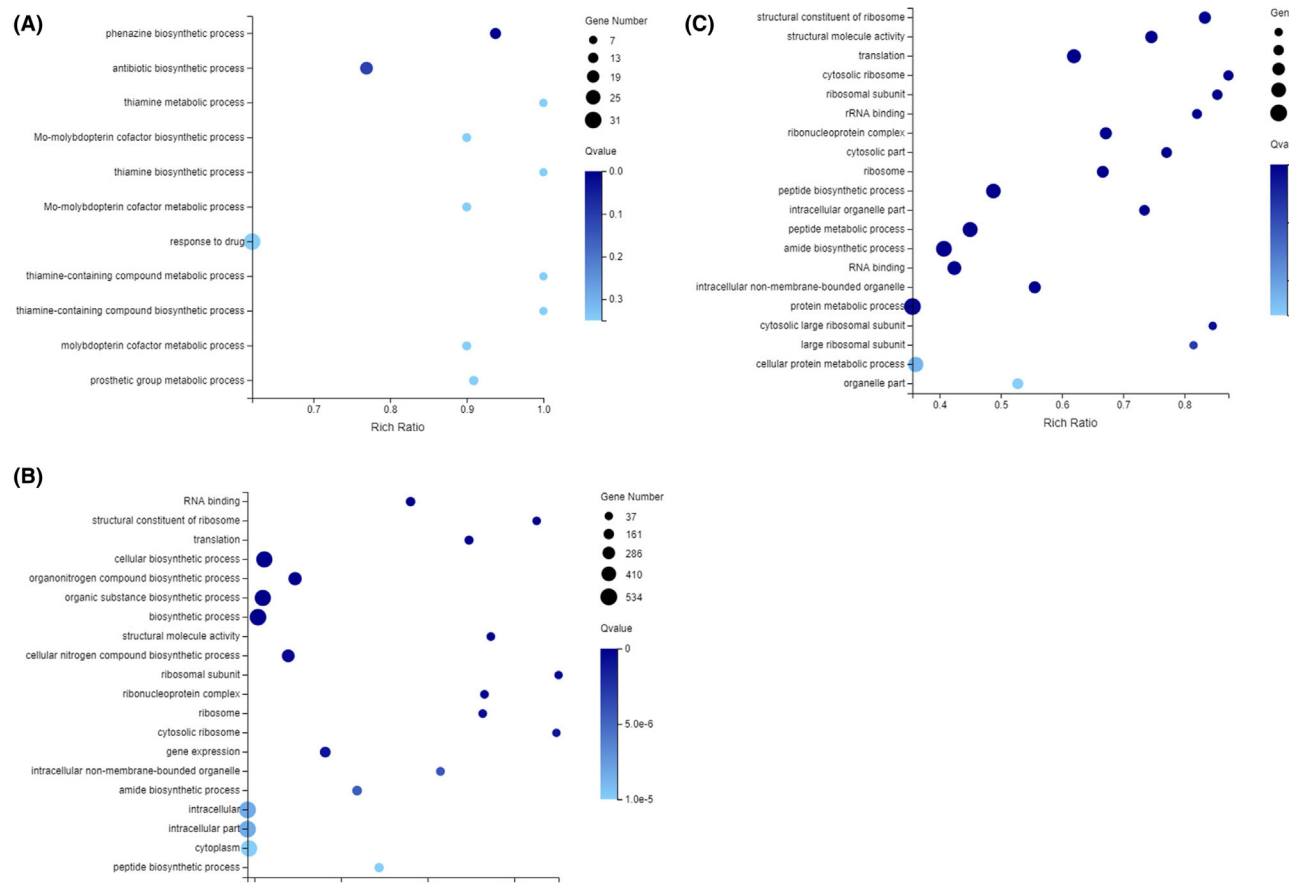 (A)
phenazine biosynthetic process
antibiotic biosynthetic process
thiamine metabolic process
Mo-molybdopterin cofactor biosynthetic process
thiamine biosynthetic process
Mo-molybdopterin cofactor metabolic process
response to drug
thiamine-containing compound metabolic process
thiamine-containing compound biosynthetic process
molybdopterin cofactor metabolic process
prosthetic group metabolic process
0.7 0.8 0.9 1.0
Rich Ratio
Gene Number
7
13
19
25
31
Qvalue
0.0
0.1
0.2
0.3
(C)
structural constituent of ribosome
structural molecule activity
translation
cytosolic ribosome
ribosomal subunit
rRNA binding
ribonucleoprotein complex
cytosolic part
ribosome
peptide biosynthetic process
intracellular organelle part
peptide metabolic process
amide biosynthetic process
RNA binding
intracellular non-membrane-bounded organelle
protein metabolic process
cytosolic large ribosomal subunit
large ribosomal subunit
cellular protein metabolic process
organelle part
0.4 0.5 0.6 0.7 0.8
Rich Ratio
Gen
Qva
(B)
RNA binding
structural constituent of ribosome
translation
cellular biosynthetic process
organonitrogen compound biosynthetic process
organic substance biosynthetic process
biosynthetic process
structural molecule activity
cellular nitrogen compound biosynthetic process
ribosomal subunit
ribonucleoprotein complex
ribosome
cytosolic ribosome
gene expression
intracellular non-membrane-bounded organelle
amide biosynthetic process
intracellular
intracellular part
cytoplasm
peptide biosynthetic process
Gene Number
37
161
286
410
534
Qvalue
0
5.0e-6
1.0e-5